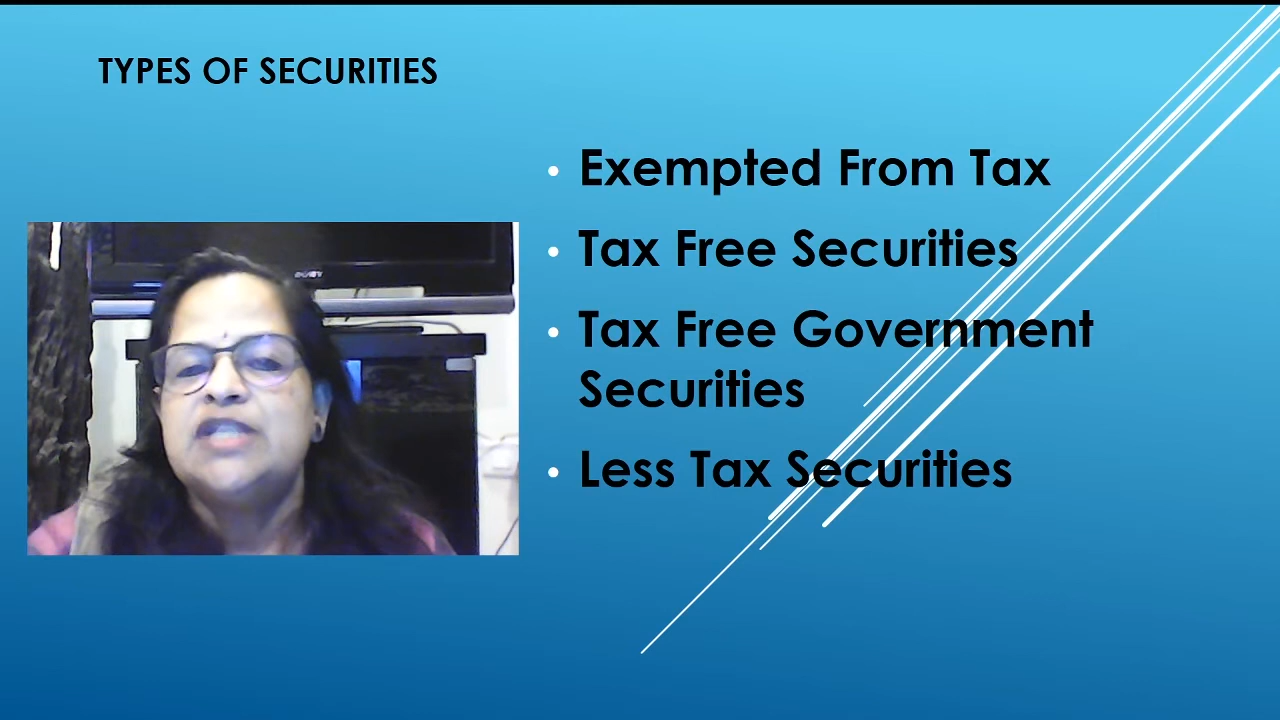 TYPES OF SECURITIES
Exempted From Tax
Tax Free Securities
Tax Free Government
Securities
Less Tax Securities